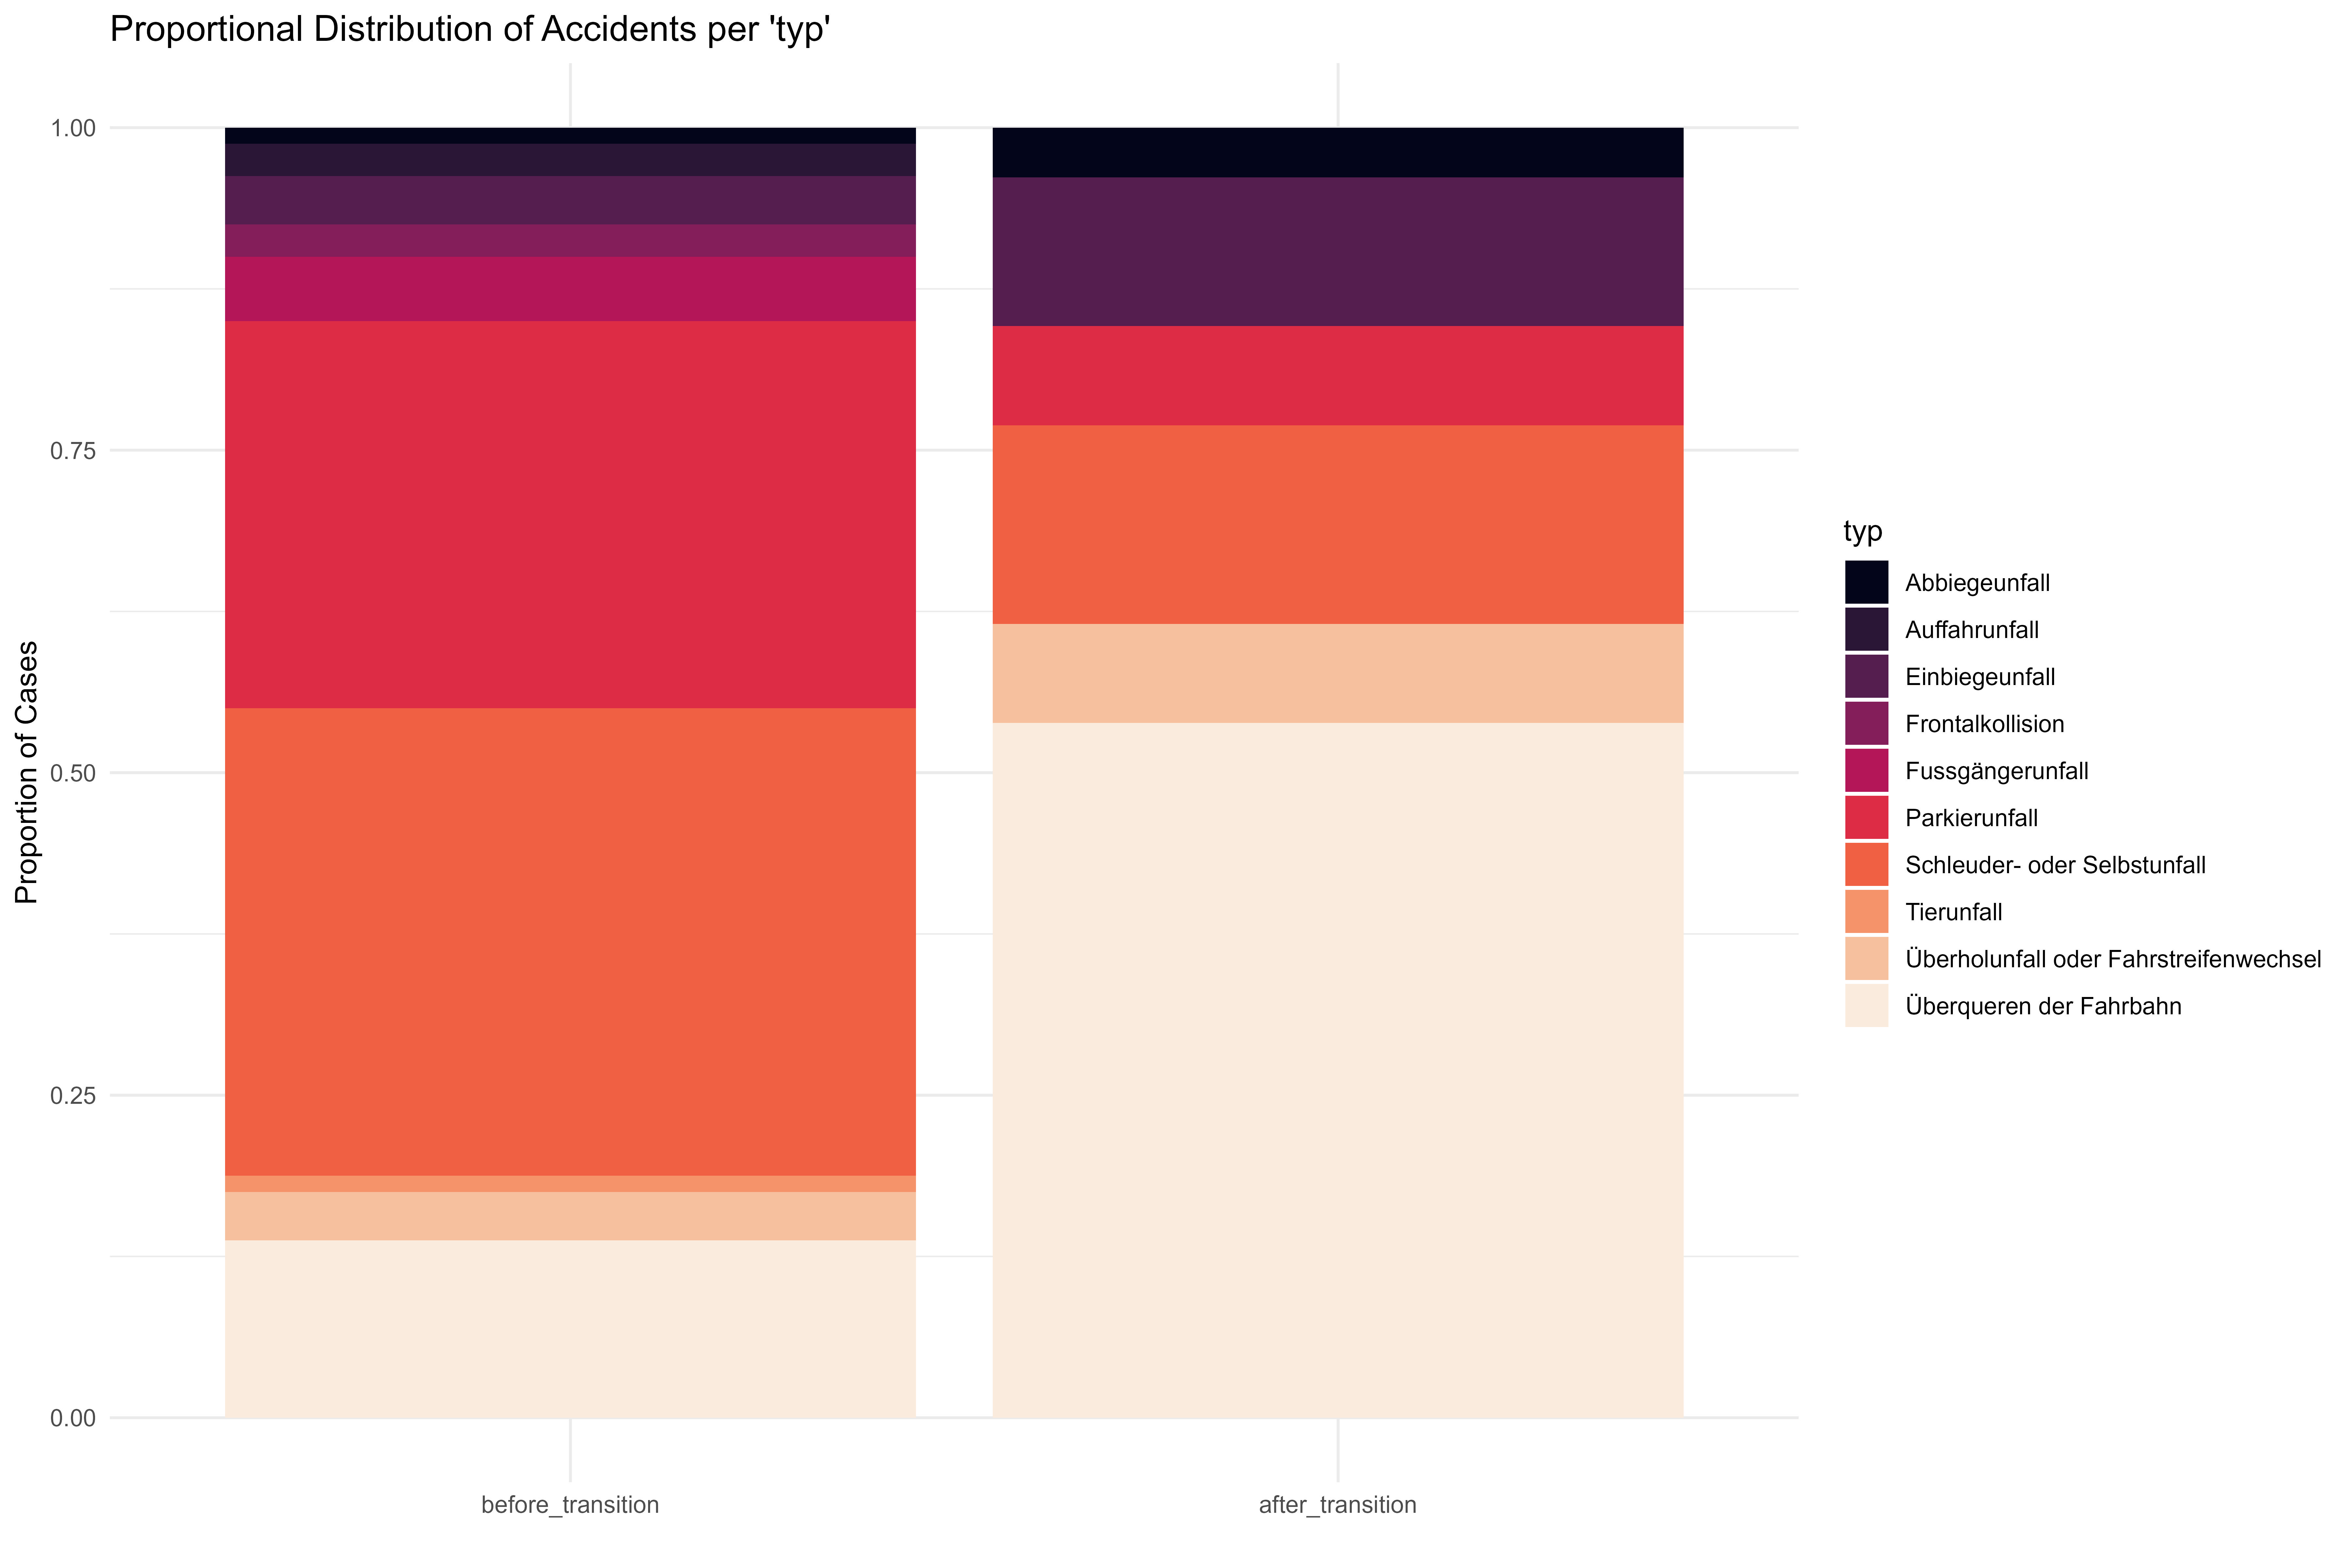 Proportional Distribution of Accidents per 'typ'
Proportion of Cases
1.00
0.75
0.50
0.25
0.00
before_transition
after_transition
typ
Abbiegeunfall
Auffahrunfall
Einbiegeunfall
Frontalkollision
Fussgängerunfall
Parkierunfall
Schleuder- oder Selbstunfall
Tierunfall
Überholunfall oder Fahrstreifenwechsel
Überqueren der Fahrbahn